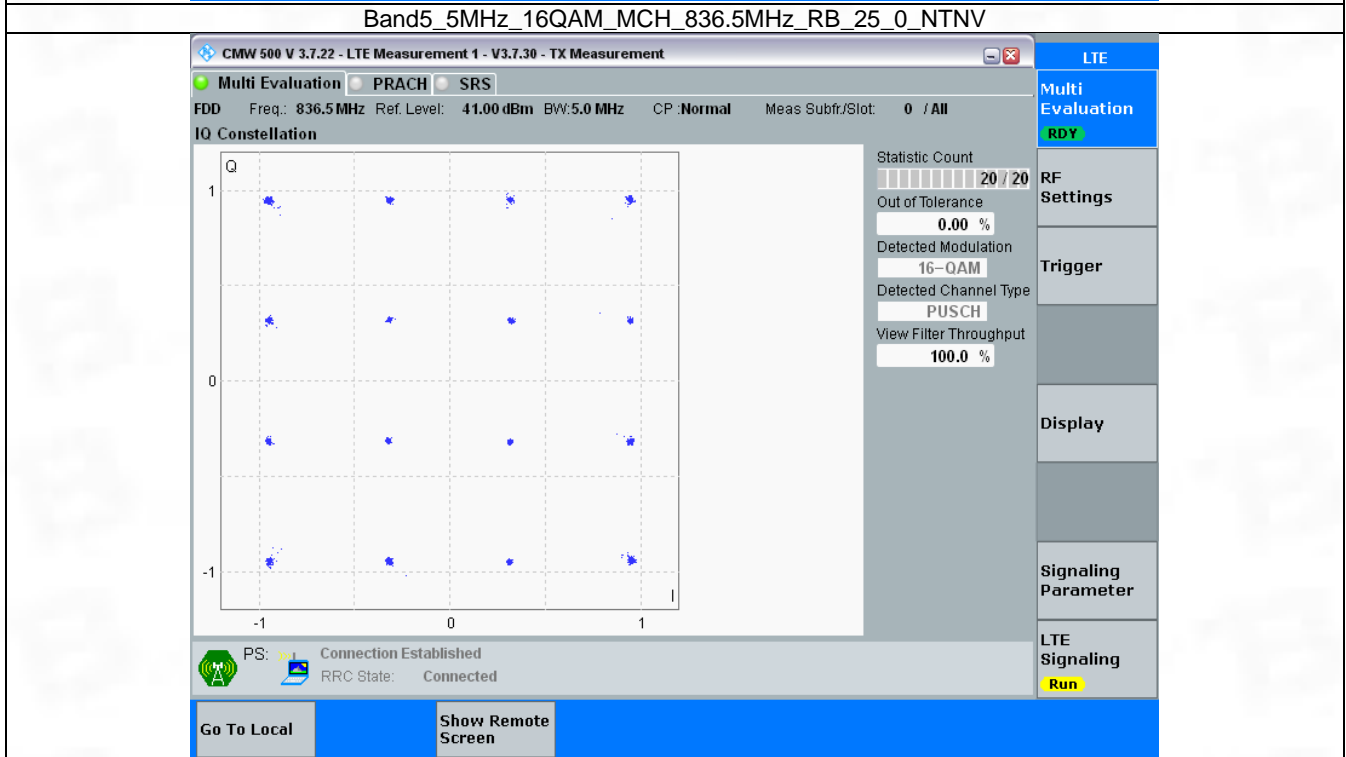 Band5_5MHz_16QAM_MCH_836.5MHz_RB_25_0_NTNV
CMW 500 V 3.7.22 - LTE Measurement 1 - V3.7.30 - TX Measurement
LTE
Multi Evaluation PRACH SRS
FDD Freq.: 836.5 MHz Ref. Level: 41.00 dBm BW:5.0 MHz CP :Normal Meas Subfr/Slot: 0 / All
IQ Constellation
Q
1
0
-1
I
-1 0 1
Statistic Count
20 / 20
Out of Tolerance
0.00 %
Detected Modulation
16-QAM
Detected Channel Type
PUSCH
View Filter Throughput
100.0 %
Multi
Evaluation
RDY
RF
Settings
Trigger
Display
Signaling
Parameter
LTE
Signaling
Run
PS: Connection Established
RRC State: Connected
Go To Local
Show Remote
Screen